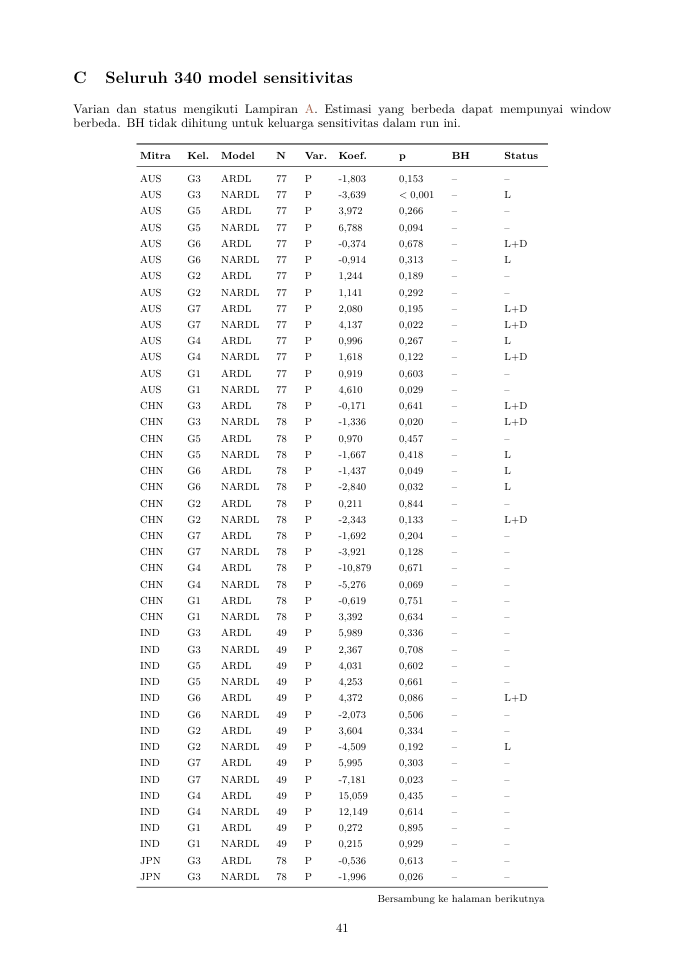 C Seluruh 340 model sensitivitas
Varian dan status mengikuti Lampiran A. Estimasi yang berbeda dapat mempunyai window
berbeda. BH tidak dihitung untuk keluarga sensitivitas dalam run ini.
Mitra Kel. Model N Var. Koef. p BH Status
AUS G3 ARDL 77 P -1,803 0,153 – –
AUS G3 NARDL 77 P -3,639 < 0,001 – L
AUS G5 ARDL 77 P 3,972 0,266 – –
AUS G5 NARDL 77 P 6,788 0,094 – –
AUS G6 ARDL 77 P -0,374 0,678 – L+D
AUS G6 NARDL 77 P -0,914 0,313 – L
AUS G2 ARDL 77 P 1,244 0,189 – –
AUS G2 NARDL 77 P 1,141 0,292 – –
AUS G7 ARDL 77 P 2,080 0,195 – L+D
AUS G7 NARDL 77 P 4,137 0,022 – L+D
AUS G4 ARDL 77 P 0,996 0,267 – L
AUS G4 NARDL 77 P 1,618 0,122 – L+D
AUS G1 ARDL 77 P 0,919 0,603 – –
AUS G1 NARDL 77 P 4,610 0,029 – –
CHN G3 ARDL 78 P -0,171 0,641 – L+D
CHN G3 NARDL 78 P -1,336 0,020 – L+D
CHN G5 ARDL 78 P 0,970 0,457 – –
CHN G5 NARDL 78 P -1,667 0,418 – L
CHN G6 ARDL 78 P -1,437 0,049 – L
CHN G6 NARDL 78 P -2,840 0,032 – L
CHN G2 ARDL 78 P 0,211 0,844 – –
CHN G2 NARDL 78 P -2,343 0,133 – L+D
CHN G7 ARDL 78 P -1,692 0,204 – –
CHN G7 NARDL 78 P -3,921 0,128 – –
CHN G4 ARDL 78 P -10,879 0,671 – –
CHN G4 NARDL 78 P -5,276 0,069 – –
CHN G1 ARDL 78 P -0,619 0,751 – –
CHN G1 NARDL 78 P 3,392 0,634 – –
IND G3 ARDL 49 P 5,989 0,336 – –
IND G3 NARDL 49 P 2,367 0,708 – –
IND G5 ARDL 49 P 4,031 0,602 – –
IND G5 NARDL 49 P 4,253 0,661 – –
IND G6 ARDL 49 P 4,372 0,086 – L+D
IND G6 NARDL 49 P -2,073 0,506 – –
IND G2 ARDL 49 P 3,604 0,334 – –
IND G2 NARDL 49 P -4,509 0,192 – L
IND G7 ARDL 49 P 5,995 0,303 – –
IND G7 NARDL 49 P -7,181 0,023 – –
IND G4 ARDL 49 P 15,059 0,435 – –
IND G4 NARDL 49 P 12,149 0,614 – –
IND G1 ARDL 49 P 0,272 0,895 – –
IND G1 NARDL 49 P 0,215 0,929 – –
JPN G3 ARDL 78 P -0,536 0,613 – –
JPN G3 NARDL 78 P -1,996 0,026 – –
Bersambung ke halaman berikutnya
41